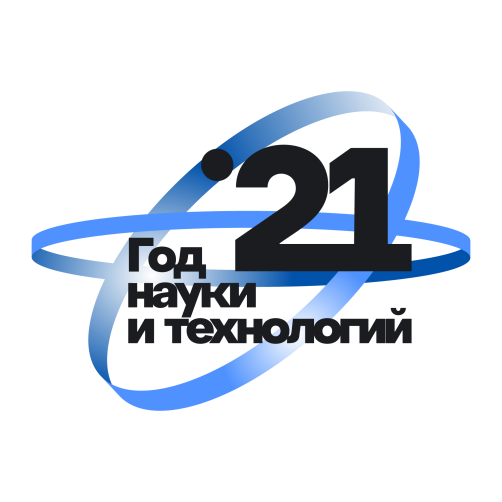 '21
Год
науки
и технологий